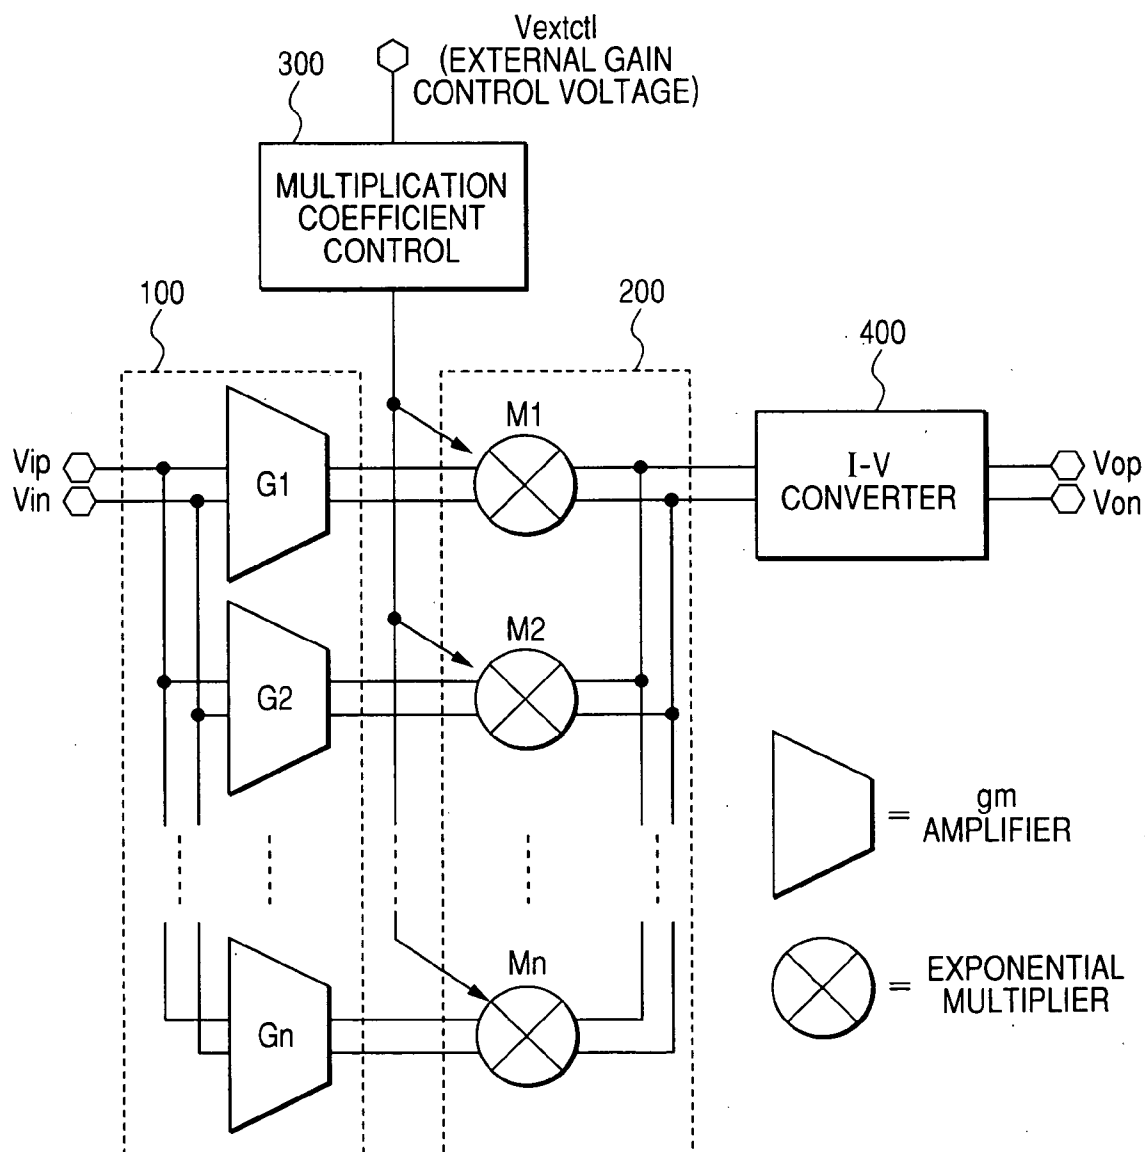 Vextctl
(EXTERNAL GAIN
CONTROL VOLTAGE)
300
MULTIPLICATION
COEFFICIENT
CONTROL
100
200
400
Vip
Vin
G1
M1
I-V
CONVERTER
Vop
Von
G2
M2
= gm
AMPLIFIER
Gn
Mn
= EXPONENTIAL
MULTIPLIER